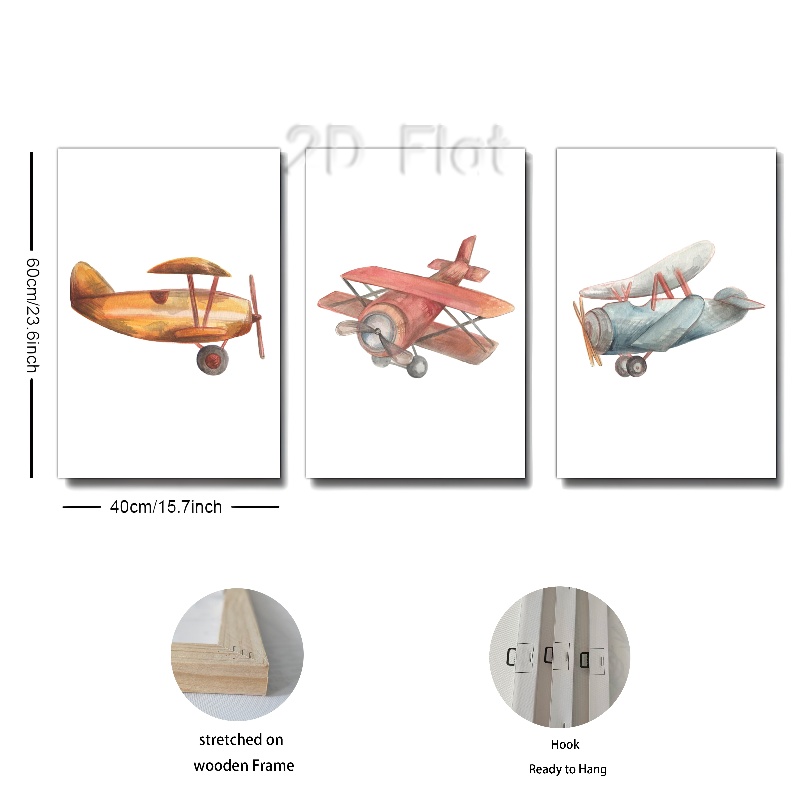 2D Flat
60cm/23.6inch
40cm/15.7inch
stretched on
wooden Frame
Hook
Ready to Hang